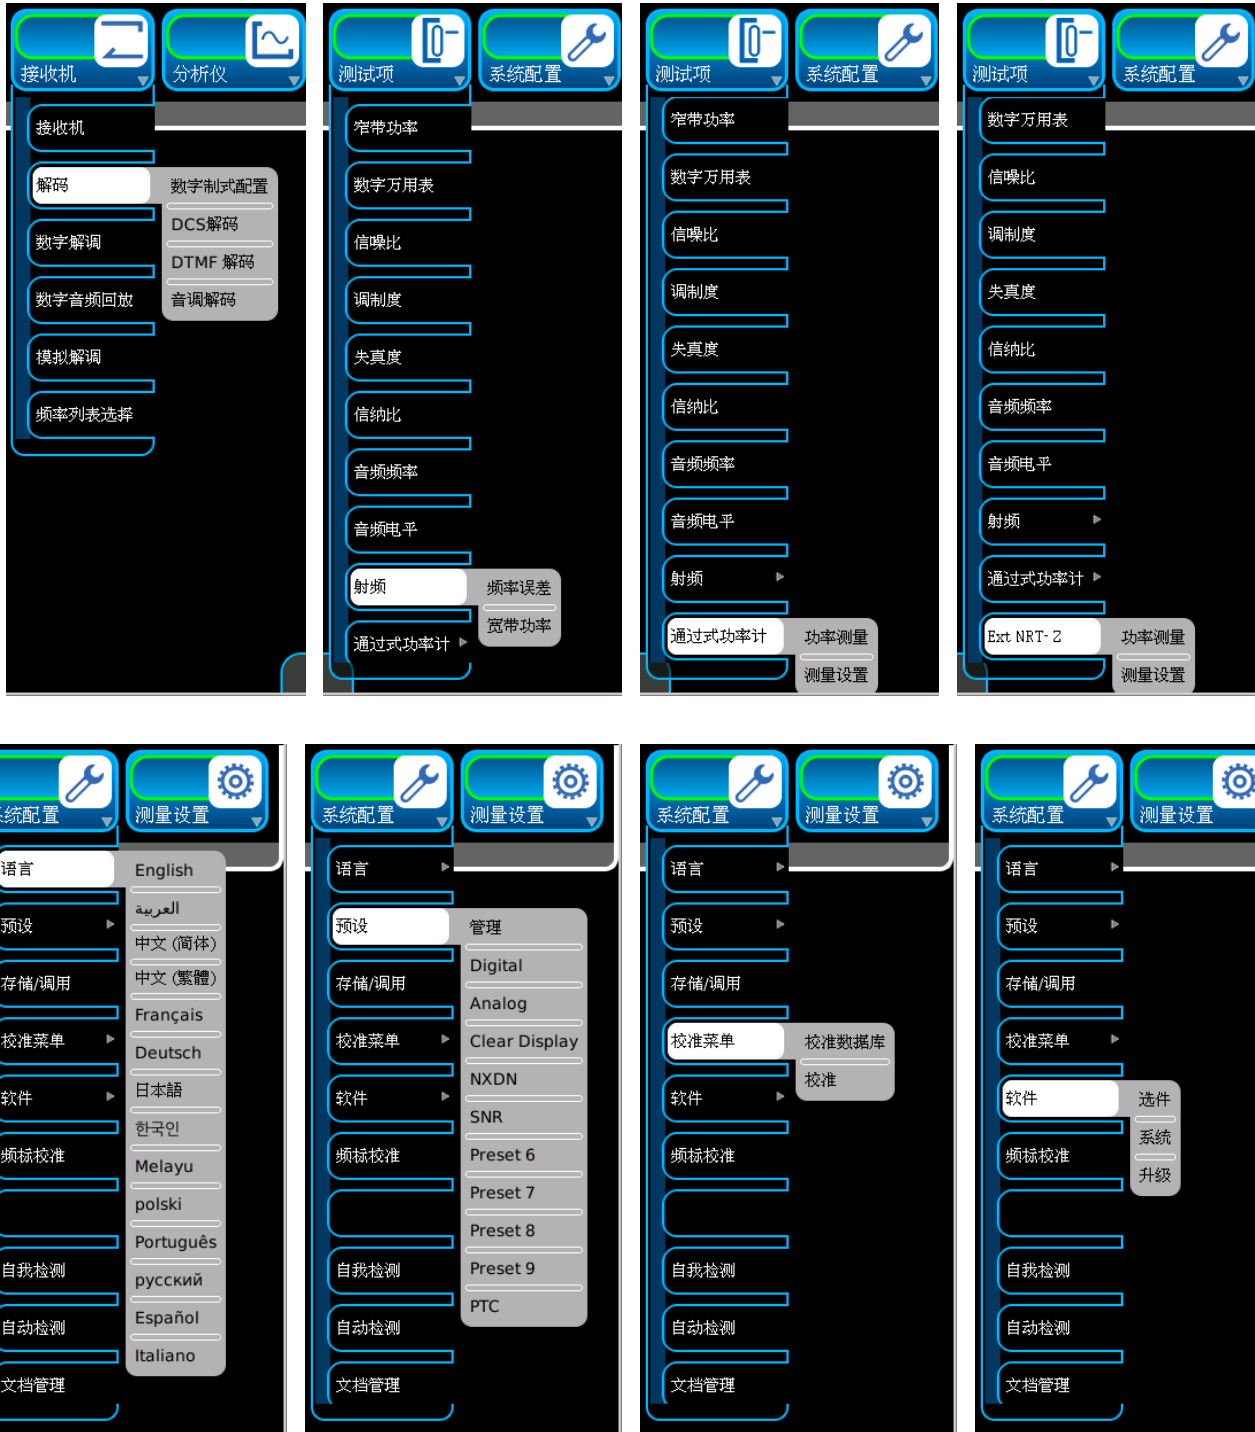 接收机
分析仪
接收机
解码
数字制式配置
DCS解码
DTMF 解码
音调解码
数字解调
数字音频回放
模拟解调
频率列表选择
测试项
系统配置
窄带功率
数字万用表
信噪比
调制度
失真度
信纳比
音频频率
音频电平
射频
频率误差
宽带功率
通过式功率计
测试项
系统配置
窄带功率
数字万用表
信噪比
调制度
失真度
信纳比
音频频率
音频电平
射频
通过式功率计
功率测量
测量设置
测试项
系统配置
数字万用表
信噪比
调制度
失真度
信纳比
音频频率
音频电平
射频
通过式功率计
Ext NRT-Z
功率测量
测量设置
系统配置
测量设置
语言
English
العربية
中文 (简体)
中文 (繁體)
Français
Deutsch
日本語
한국인
Melayu
polski
Português
русский
Español
Italiano
预设
存储/调用
校准菜单
软件
频标校准
自我检测
自动检测
文档管理
系统配置
测量设置
语言
预设
管理
Digital
Analog
Clear Display
NXDN
SNR
Preset 6
Preset 7
Preset 8
Preset 9
PTC
存储/调用
校准菜单
软件
频标校准
自我检测
自动检测
文档管理
系统配置
测量设置
语言
预设
存储/调用
校准菜单
校准数据库
校准
软件
频标校准
自我检测
自动检测
文档管理
系统配置
测量设置
语言
预设
存储/调用
校准菜单
软件
选件
系统
升级
频标校准
自我检测
自动检测
文档管理